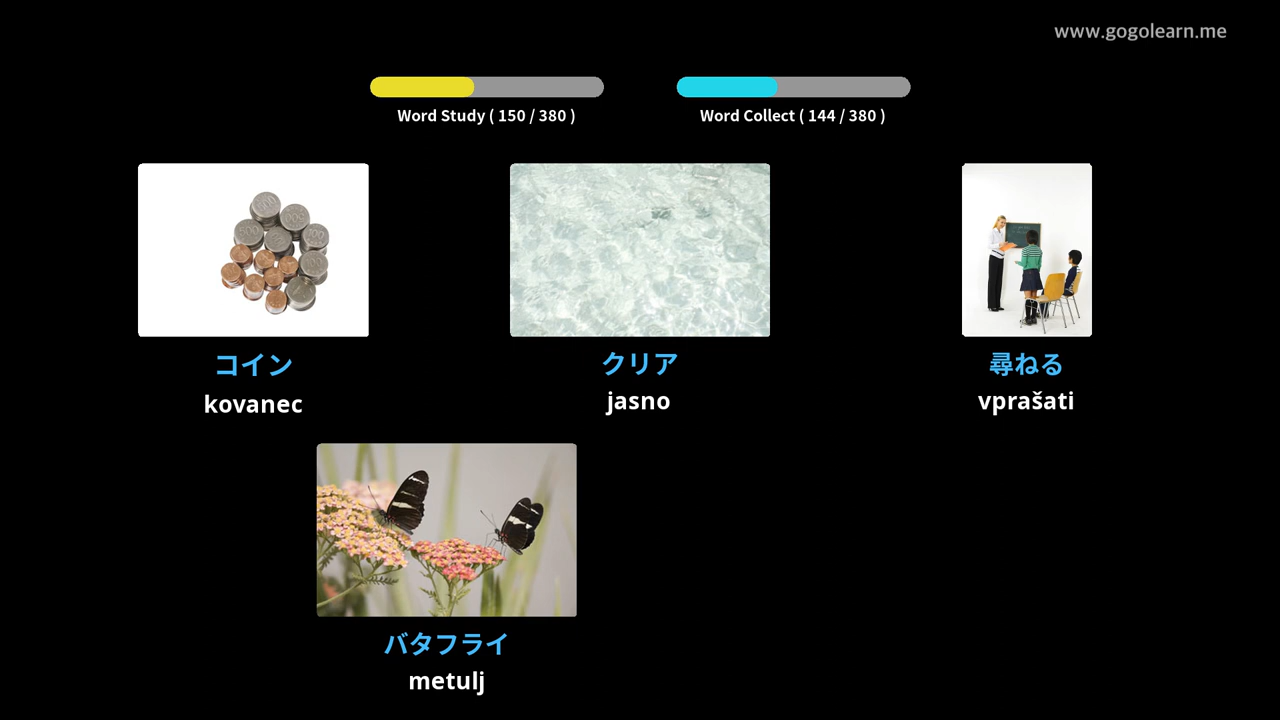 www.gogolearn.me
Word Study ( 150 / 380 )
Word Collect ( 144 / 380 )
コイン
kovanec
クリア
jasno
尋ねる
vprašati
バタフライ
metulj